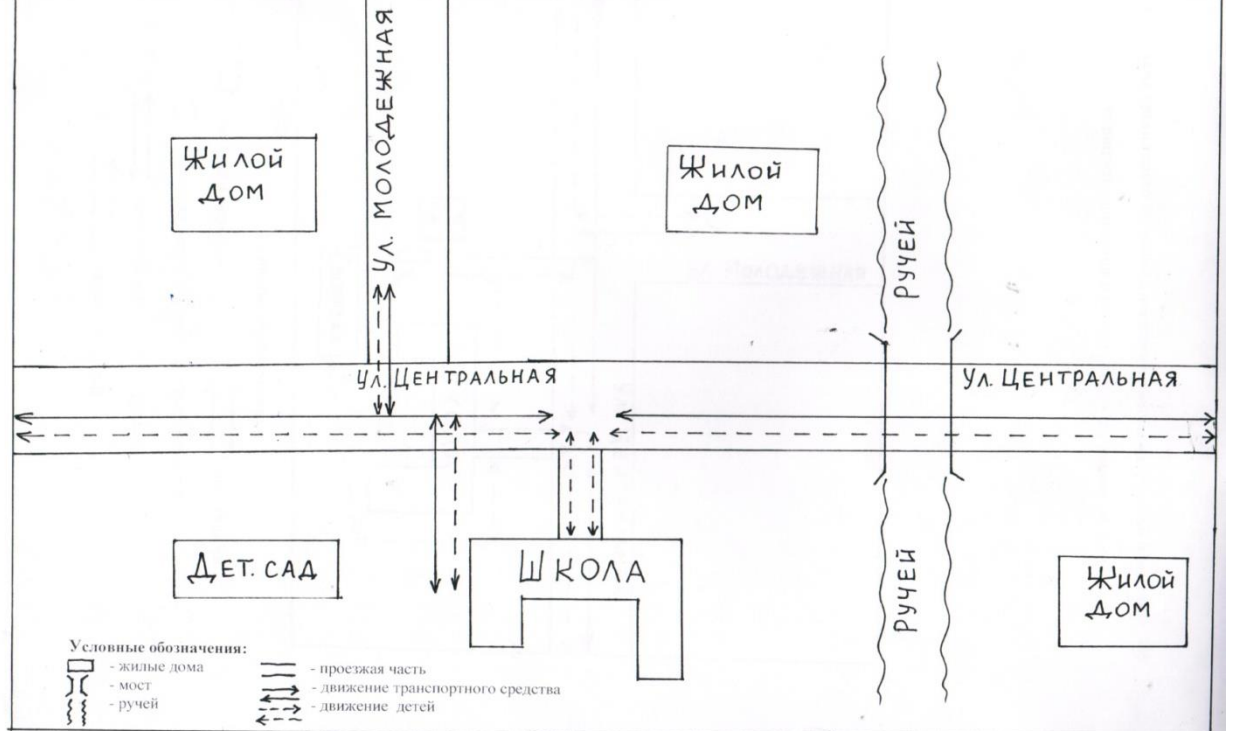 ул. МОЛОДЕЖНАЯ
Жилой
дом
Жилой
дом
РУЧЕЙ
ул. ЦЕНТРАЛЬНАЯ
ул. ЦЕНТРАЛЬНАЯ
ДЕТ. САД
ШКОЛА
РУЧЕЙ
Жилой
дом
Условные обозначения:
- жилые дома
- мост
- ручей
- проезжая часть
- движение транспортного средства
- движение детей